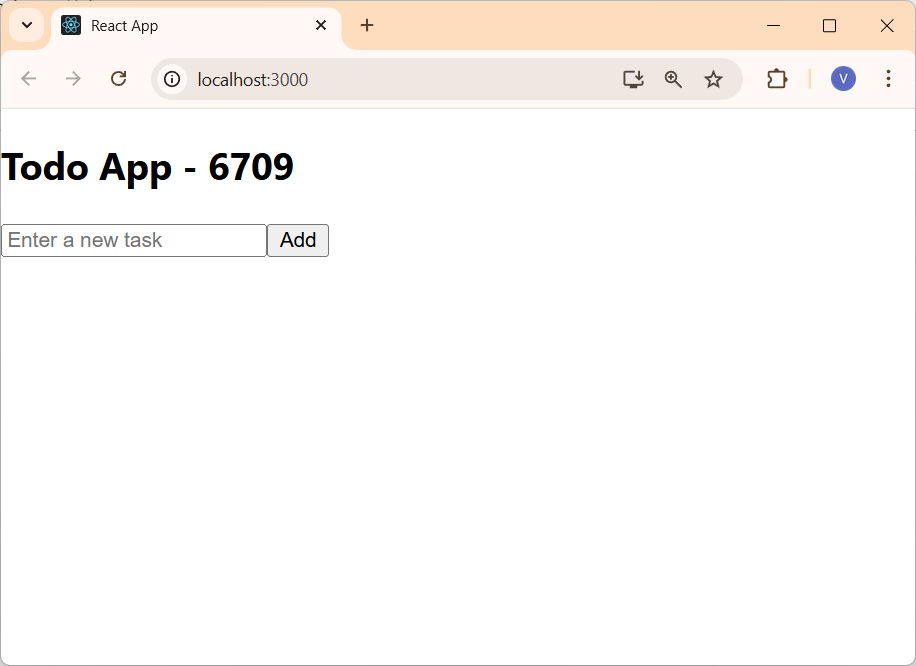 React App
localhost:3000
V
Todo App - 6709
Enter a new task
Add